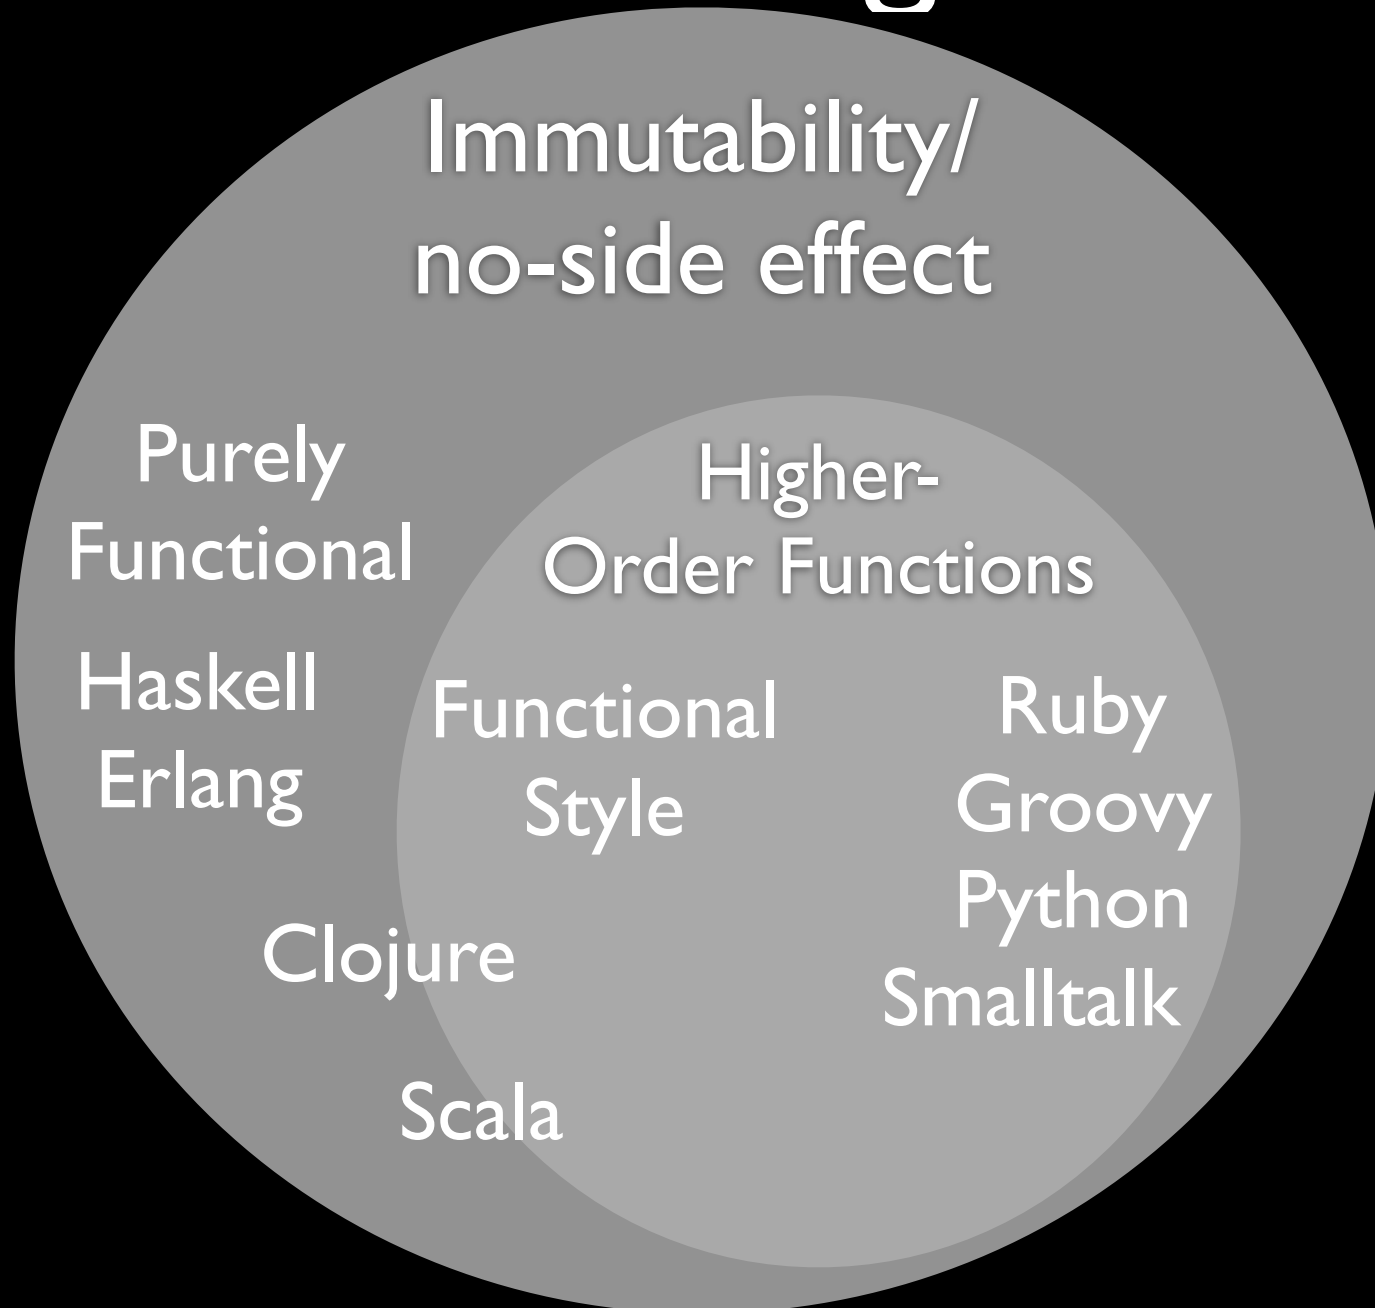 Immutability/
no-side effect
Purely
Functional
Higher-
Order Functions
Haskell
Erlang
Functional
Style
Ruby
Groovy
Python
Smalltalk
Clojure
Scala